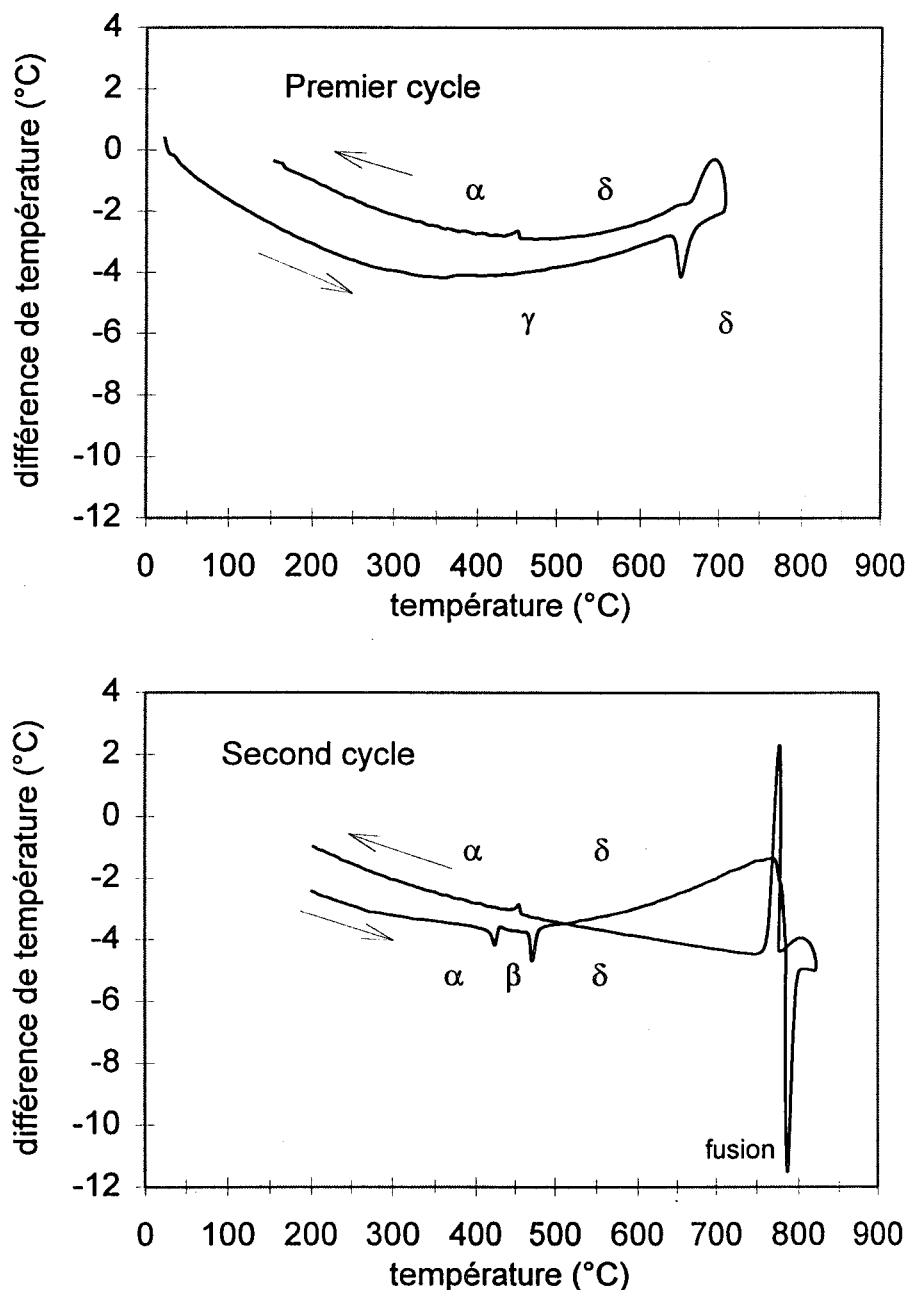 différence de température (°C)
4
2
0
-2
-4
-6
-8
-10
-12
Premier cycle
α δ
γ δ
0 100 200 300 400 500 600 700 800 900
température (°C)
différence de température (°C)
4
2
0
-2
-4
-6
-8
-10
-12
Second cycle
α δ
α β δ
fusion
0 100 200 300 400 500 600 700 800 900
température (°C)